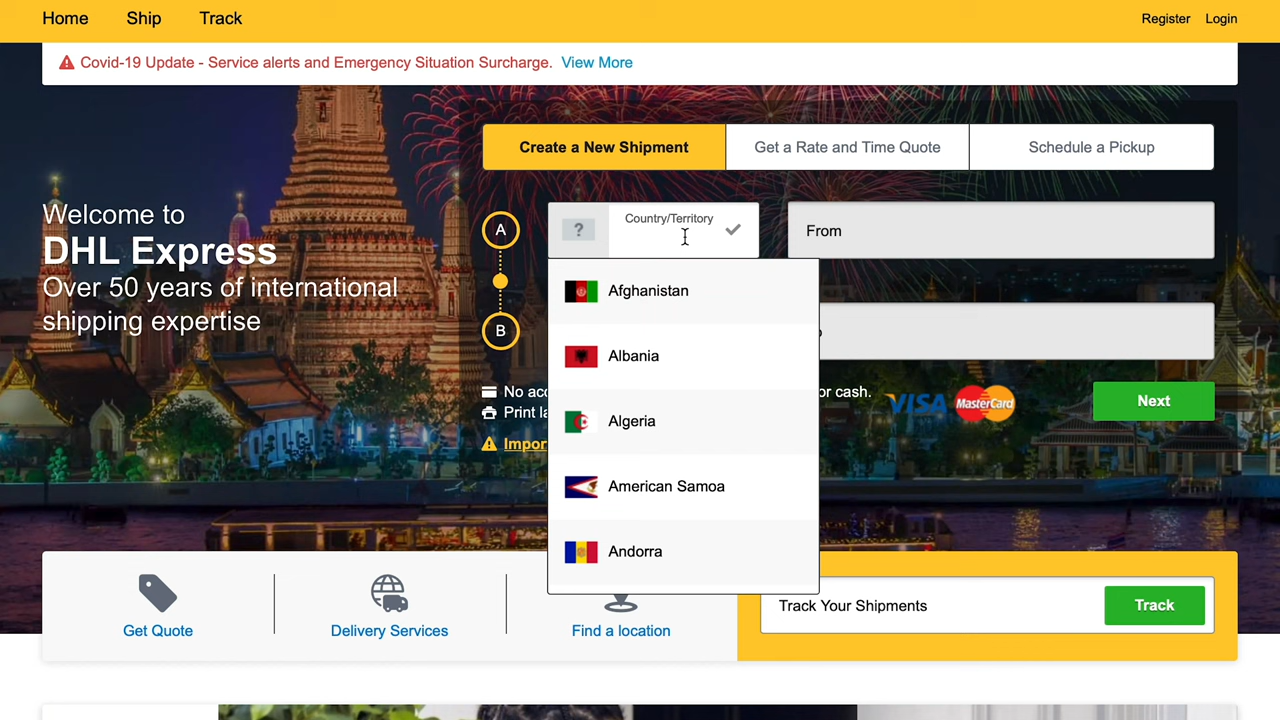 Home Ship Track Register Login
Covid-19 Update - Service alerts and Emergency Situation Surcharge. View More
Create a New Shipment Get a Rate and Time Quote Schedule a Pickup
Welcome to
DHL Express
Over 50 years of international
shipping expertise
A
?
Country/Territory
From
B
Afghanistan
Albania
Algeria
American Samoa
Andorra
No
or cash.
VISA
MasterCard
Next
Print
Get Quote
Delivery Services
Find a location
Track Your Shipments
Track